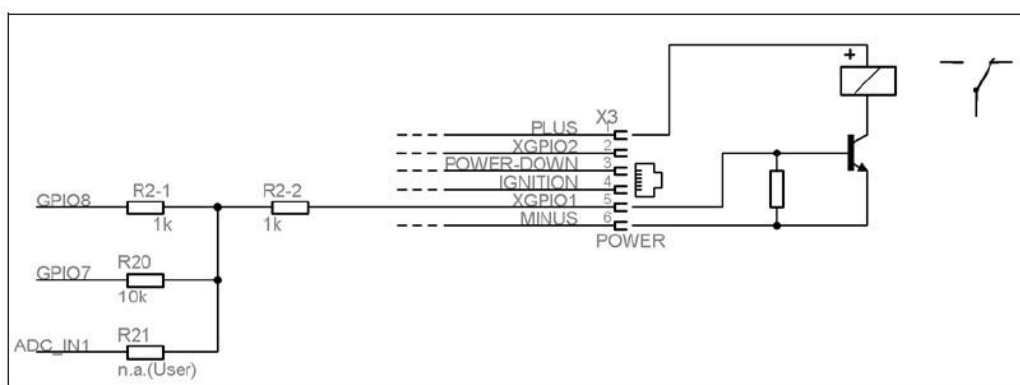 +
X3
PLUS 1
XGPIO2 2
POWER-DOWN 3
IGNITION 4
XGPIO1 5
MINUS 6
POWER
GPIO8 R2-1 1k
R2-2 1k
GPIO7 R20 10k
ADC_IN1 R21 n.a.(User)